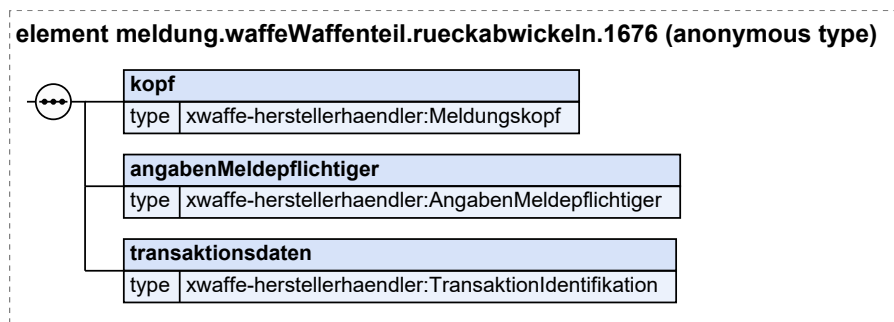 element meldung.waffeWaffenteil.rueckabwickeln.1676 (anonymous type)
kopf
type xwaffe-herstellerhaendler:Meldungskopf
angabenMeldepflichtiger
type xwaffe-herstellerhaendler:AngabenMeldepflichtiger
transaktionsdaten
type xwaffe-herstellerhaendler:TransaktionIdentifikation